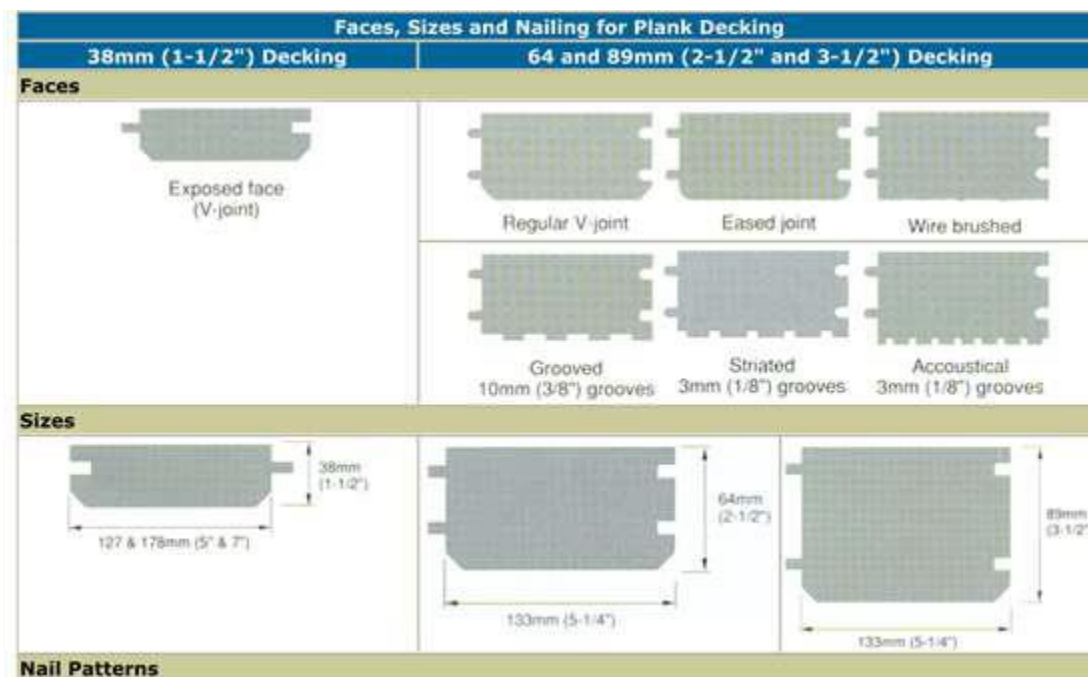 Faces, Sizes and Nailing for Plank Decking
38mm (1-1/2") Decking
64 and 89mm (2-1/2" and 3-1/2") Decking
Faces
Exposed face
(V-joint)
Regular V-joint
Eased joint
Wire brushed
Grooved
10mm (3/8") grooves
Striated
3mm (1/8") grooves
Accoustical
3mm (1/8") grooves
Sizes
38mm
(1-1/2")
127 & 178mm (5" & 7")
64mm
(2-1/2")
133mm (5-1/4")
89mm
(3-1/2"
133mm (5-1/4")
Nail Patterns